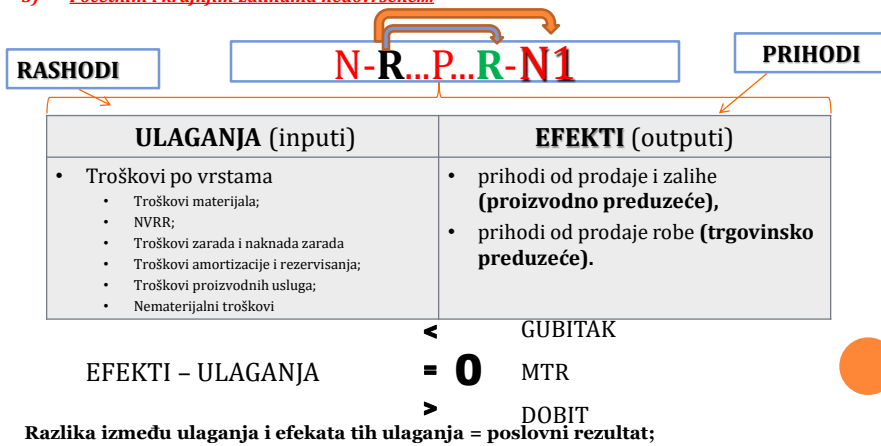 N-R...P...R-N1
RASHODI
PRIHODI
ULAGANJA (inputi)
• Troškovi po vrstama
• Troškovi materijala;
• NVRR;
• Troškovi zarada i naknada zarada
• Troškovi amortizacije i rezervisanja;
• Troškovi proizvodnih usluga;
• Nematerijalni troškovi
EFEKTI (outputi)
• prihodi od prodaje i zalihe
(proizvodno preduzeće),
• prihodi od prodaje robe (trgovinsko
preduzeće).
< GUBITAK
EFEKTI – ULAGANJA = 0 MTR
> DOBIT
Razlika između ulaganja i efekata tih ulaganja = poslovni rezultat;